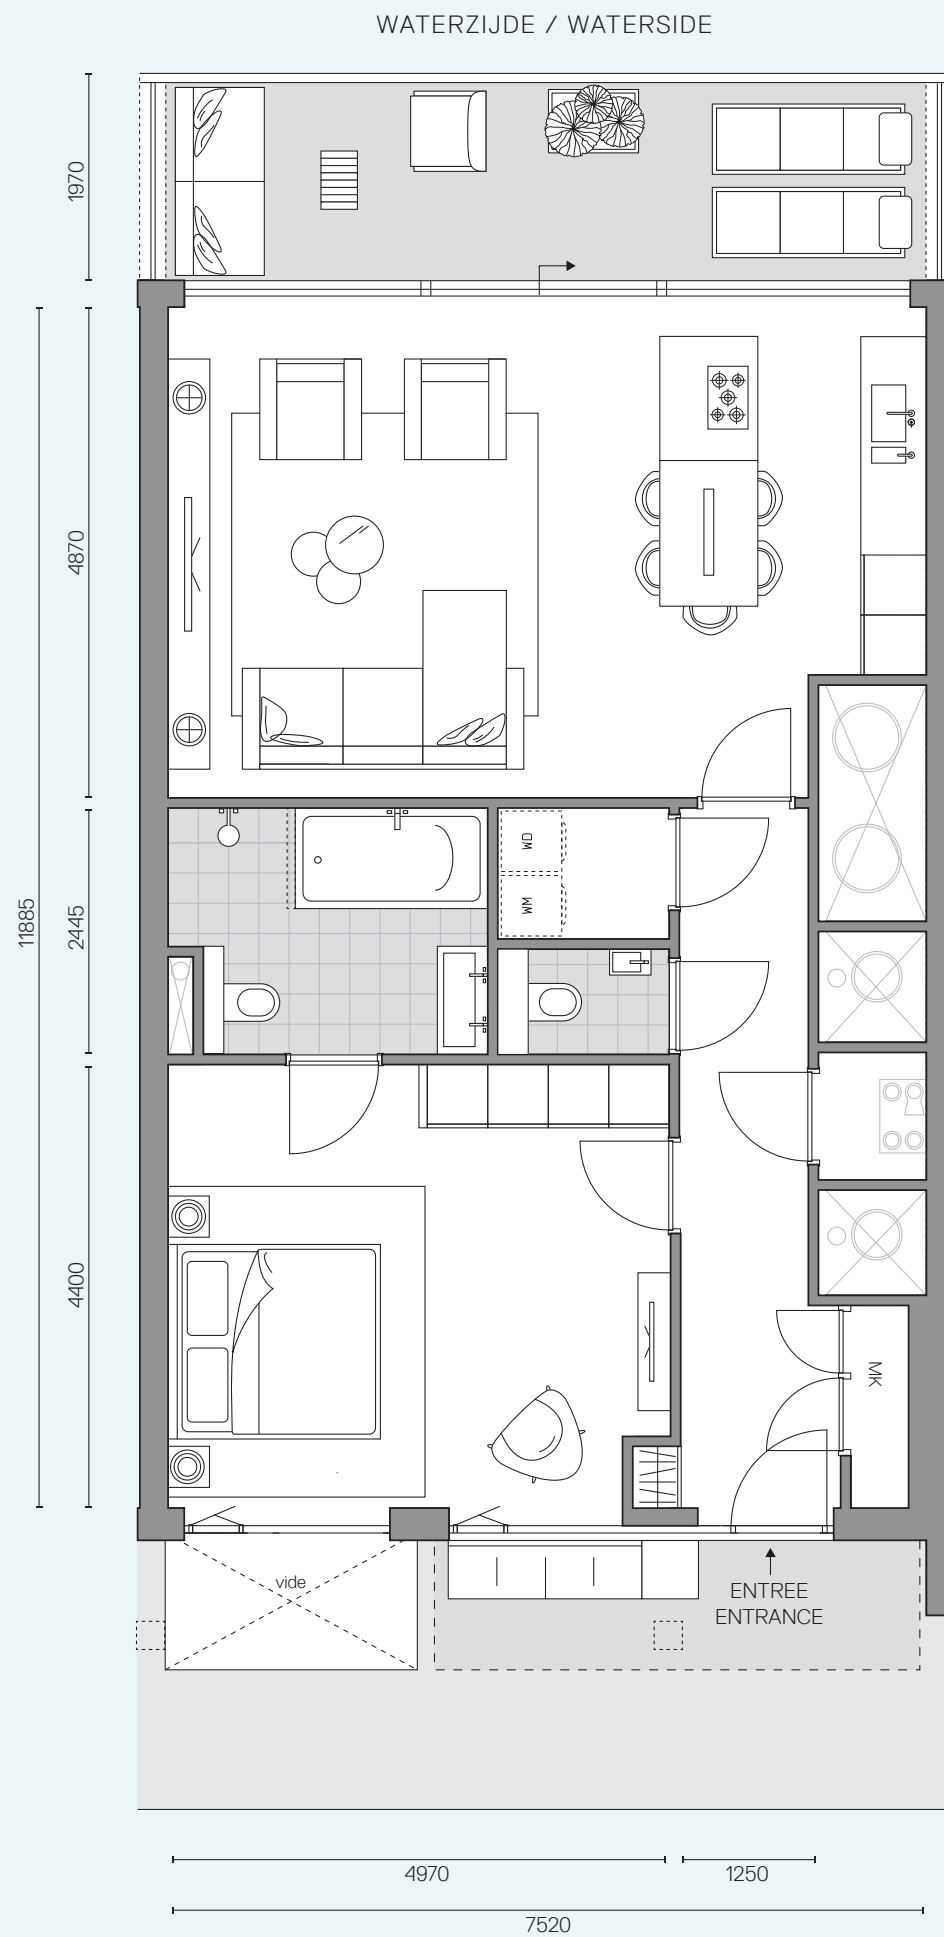 WATERZIJDE / WATERSIDE
1970
4870
11885
2445
WD
WM
4400
MK
vide
ENTREE
ENTRANCE
4970
1250
7520